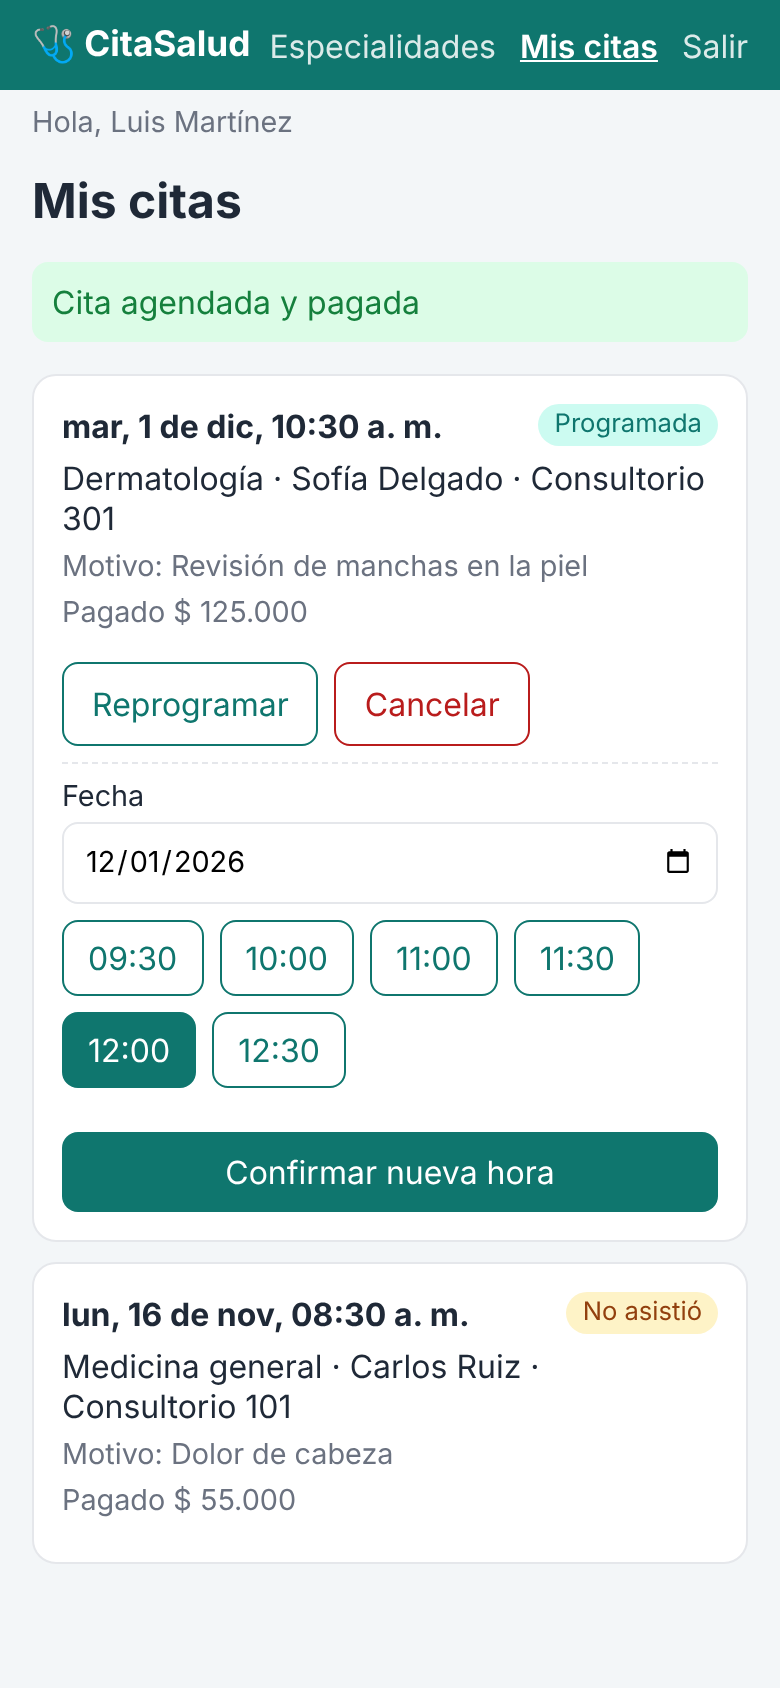 CitaSalud Especialidades Mis citas Salir
Hola, Luis Martínez
Mis citas
Cita agendada y pagada
mar, 1 de dic, 10:30 a. m. Programada
Dermatología · Sofía Delgado · Consultorio
301
Motivo: Revisión de manchas en la piel
Pagado $ 125.000
Reprogramar Cancelar
Fecha
12/01/2026
09:30 10:00 11:00 11:30
12:00 12:30
Confirmar nueva hora
lun, 16 de nov, 08:30 a. m. No asistió
Medicina general · Carlos Ruiz ·
Consultorio 101
Motivo: Dolor de cabeza
Pagado $ 55.000